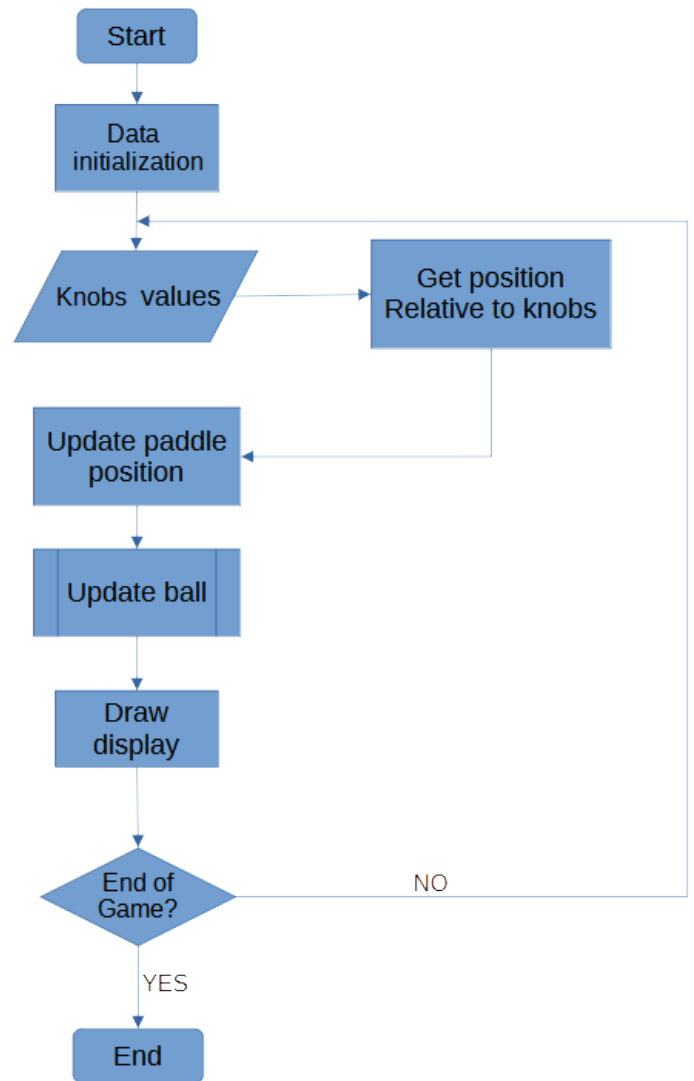 Start
Data
initialization
Knobs values
Get position
Relative to knobs
Update paddle
position
Update ball
Draw
display
End of
Game?
NO
YES
End